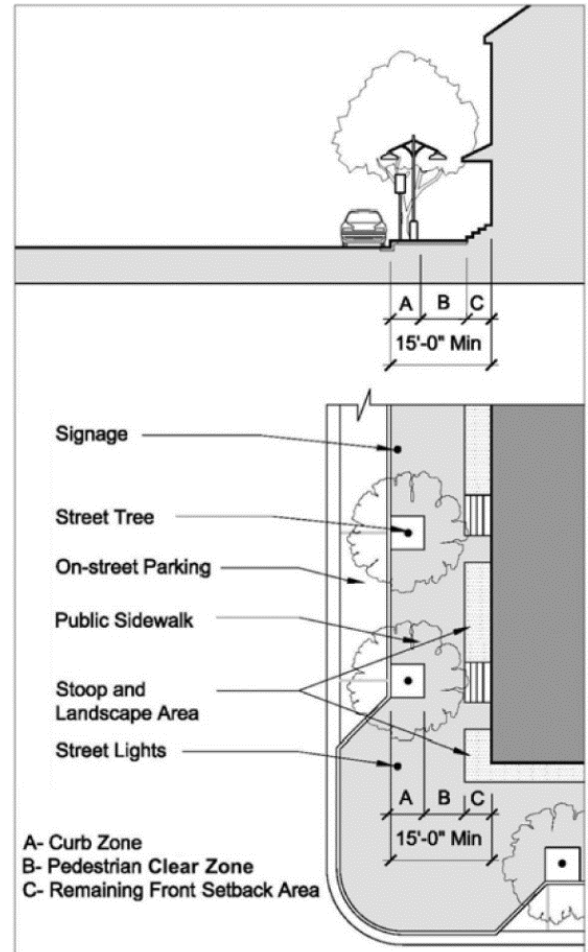 A B C
15'-0" Min
Signage
Street Tree
On-street Parking
Public Sidewalk
Stoop and
Landscape Area
Street Lights
A B C
15'-0" Min
A- Curb Zone
B- Pedestrian Clear Zone
C- Remaining Front Setback Area